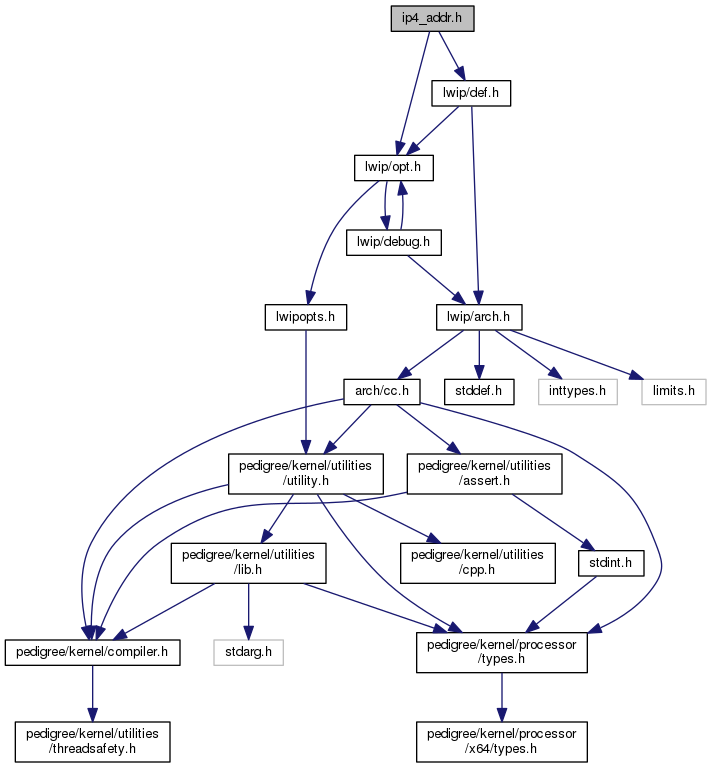 ip4_addr.h
lwip/def.h
lwip/opt.h
lwip/debug.h
lwipopts.h
lwip/arch.h
arch/cc.h
stddef.h
inttypes.h
limits.h
pedigree/kernel/utilities
/utility.h
pedigree/kernel/utilities
/assert.h
pedigree/kernel/utilities
/lib.h
pedigree/kernel/utilities
/cpp.h
stdint.h
pedigree/kernel/compiler.h
stdarg.h
pedigree/kernel/processor
/types.h
pedigree/kernel/utilities
/threadsafety.h
pedigree/kernel/processor
/x64/types.h